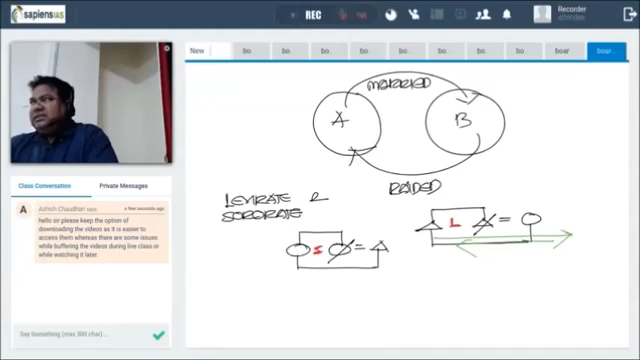 sapiensIAS
REC
Recorder
New
bo
bo
bo
bo
bo
bo
bo
boar
boar...
MARRIED
A
B
RAIDED
LEVIRATE &
SORORATE
L
=
S
=
Class Conversation
Private Messages
A
Ashish Chaudhari says:
a few seconds ago
hello sir please keep the option of
downloading the videos as it is easier to
access them whereas there are some issues
while buffering the videos during live class or
while watching it later.
Say Something (max 500 char)...